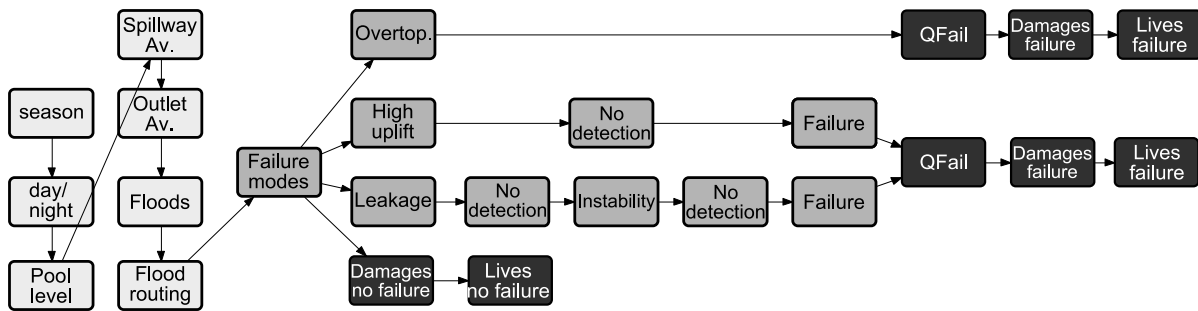 season
day/
night
Pool
level
Spillway
Av.
Outlet
Av.
Floods
Flood
routing
Failure
modes
Overtop.
QFail
Damages
failure
Lives
failure
High
uplift
No
detection
Failure
Leakage
No
detection
Instability
No
detection
Failure
QFail
Damages
failure
Lives
failure
Damages
no failure
Lives
no failure